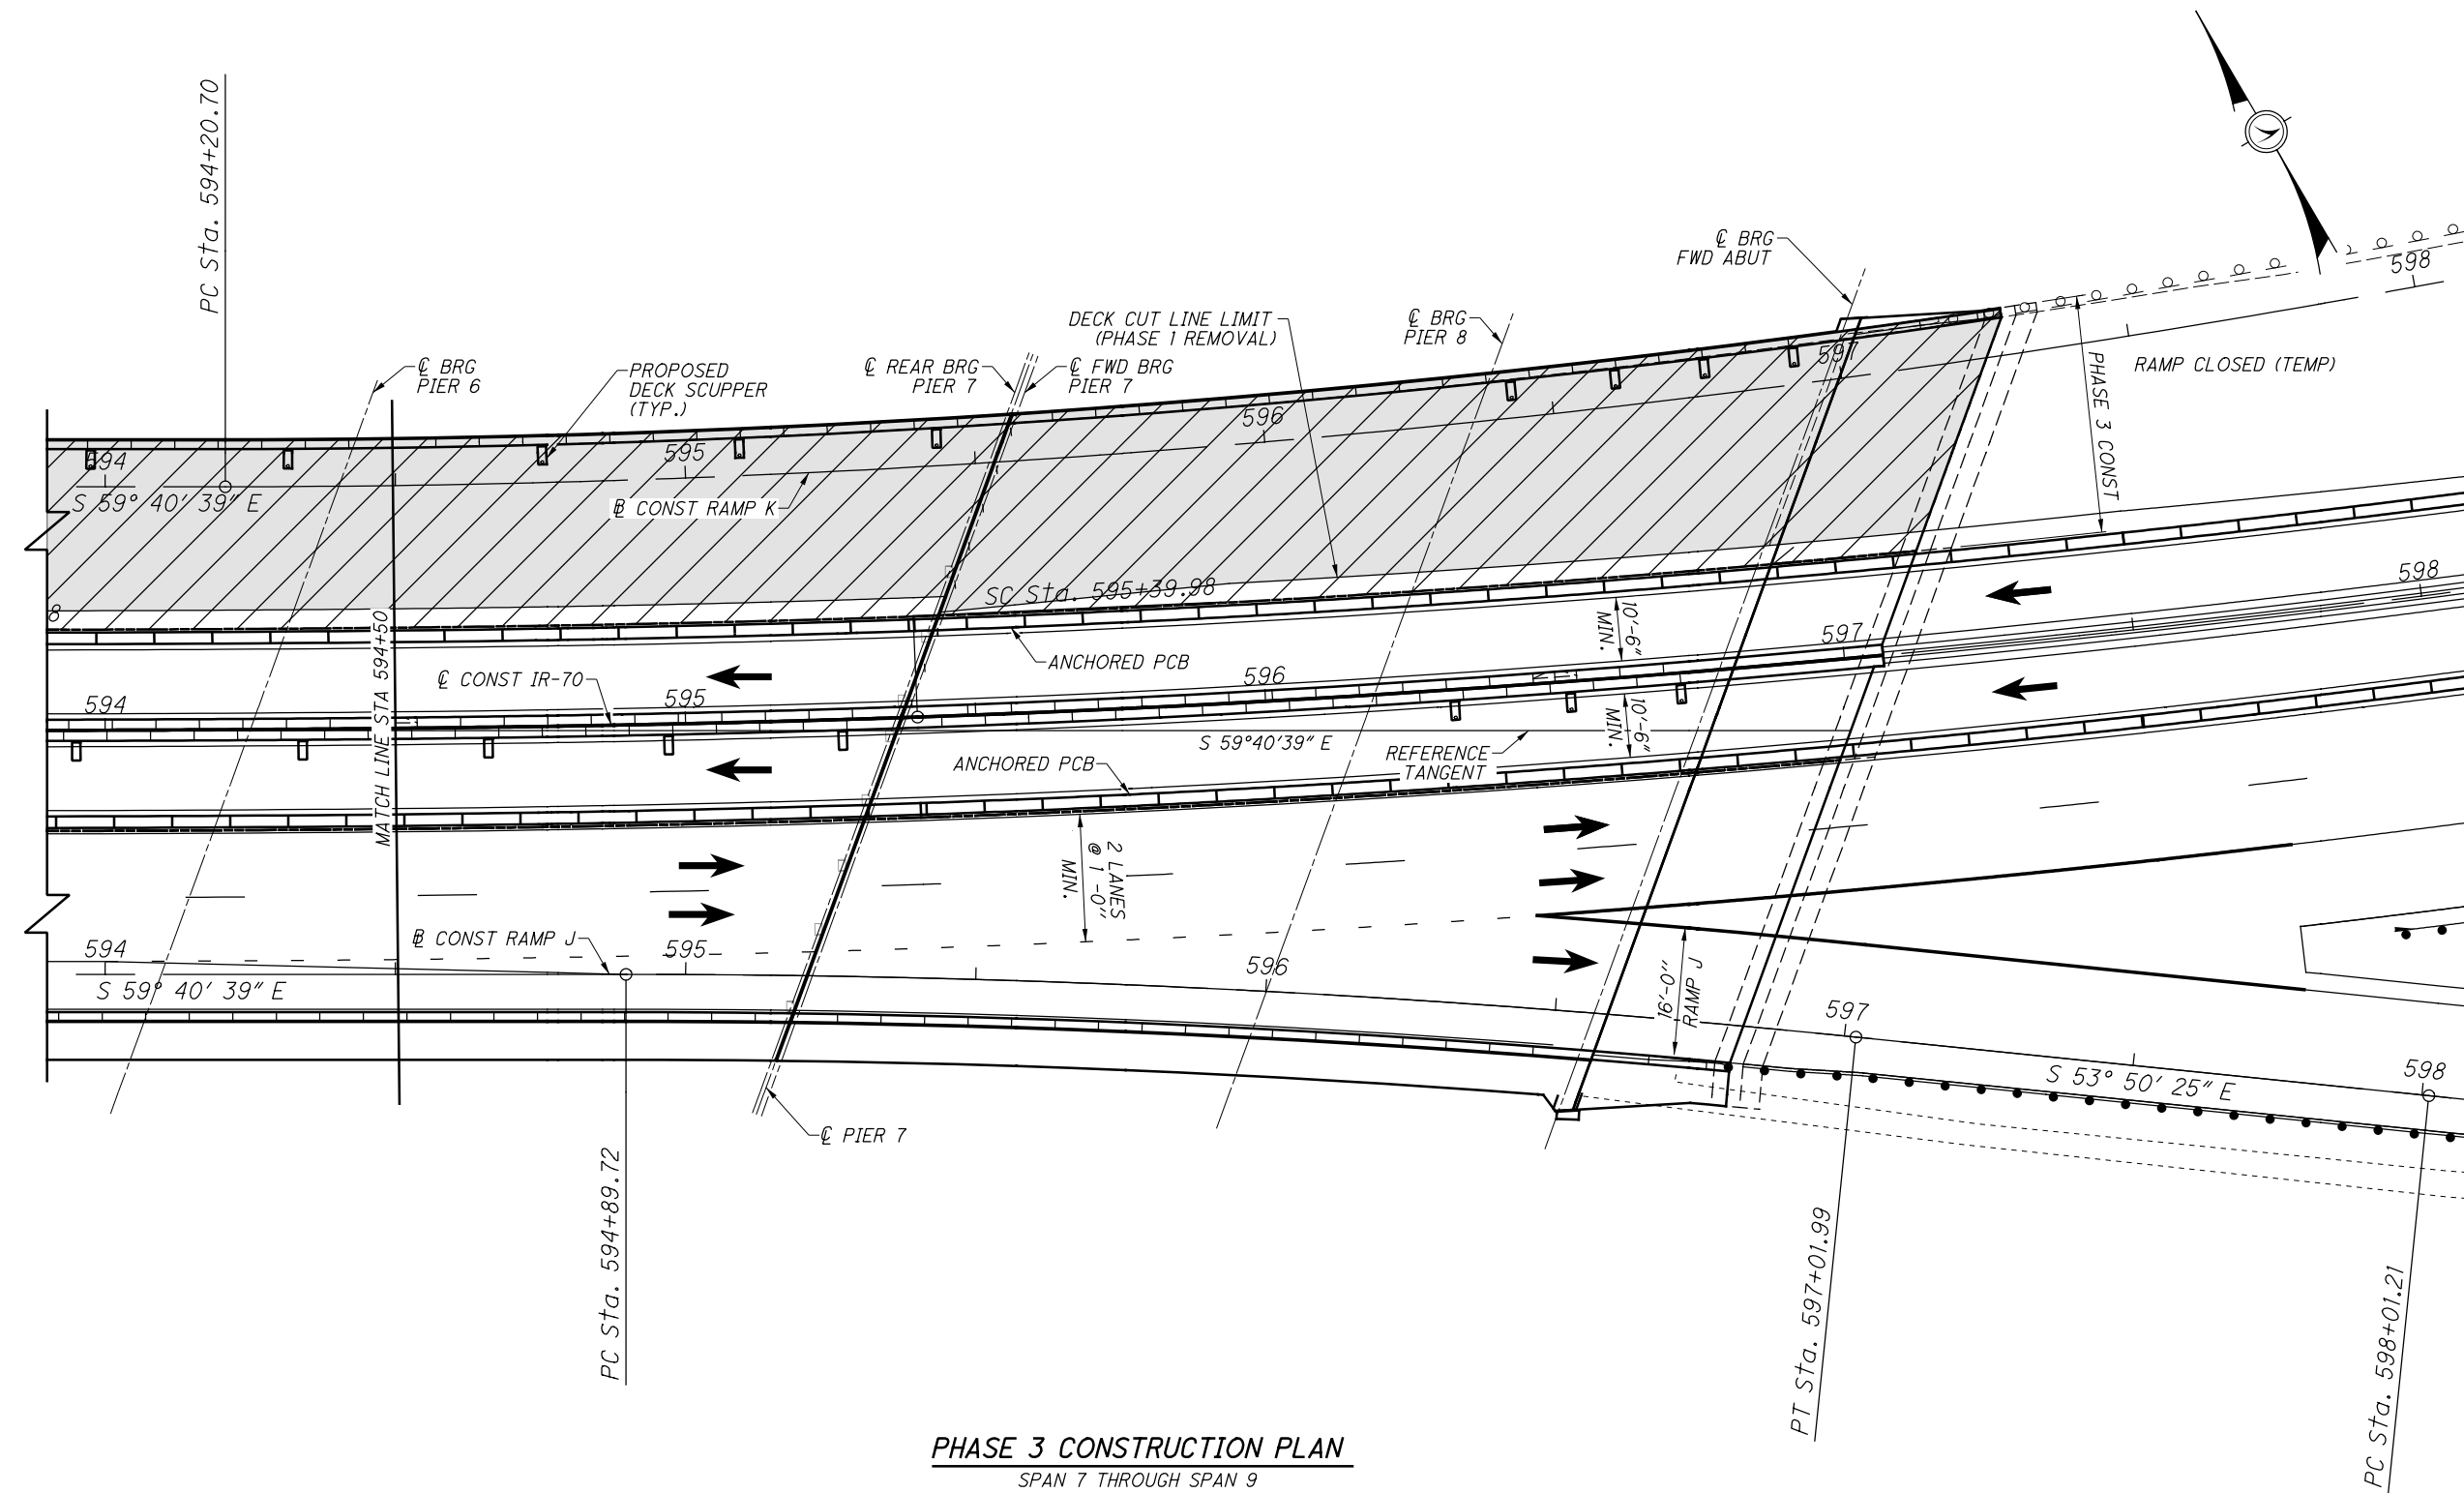 PC Sta. 594+20.70
℄ BRG
PIER 6
PROPOSED
DECK SCUPPER
(TYP.)
℄ REAR BRG
PIER 7
℄ FWD BRG
PIER 7
DECK CUT LINE LIMIT
(PHASE 1 REMOVAL)
℄ BRG
PIER 8
℄ BRG
FWD ABUT
598
597
RAMP CLOSED (TEMP)
PHASE 3 CONST
594
595
596
S 59° 40' 39" E
B CONST RAMP K
SC Sta. 595+39.98
8
MATCH LINE STA 594+50
10'-6"
MIN.
598
597
ANCHORED PCB
℄ CONST IR-70
594
595
596
S 59°40'39" E
REFERENCE
TANGENT
10'-6"
MIN.
ANCHORED PCB
2 LANES
@ 1 -0"
MIN.
B CONST RAMP J
594
595
596
S 59° 40' 39" E
16'-0"
RAMP J
597
598
S 53° 50' 25" E
℄ PIER 7
PC Sta. 594+89.72
PT Sta. 597+01.99
PC Sta. 598+01.21
PHASE 3 CONSTRUCTION PLAN
SPAN 7 THROUGH SPAN 9